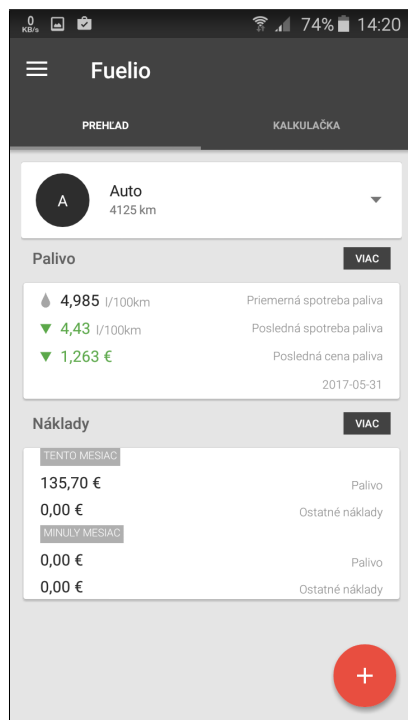 0 KB/s 74% 14:20
Fuelio
PREHĽAD KALKULAČKA
A Auto
4125 km
Palivo VIAC
4,985 l/100km Priemerná spotreba paliva
4,43 l/100km Posledná spotreba paliva
1,263 € Posledná cena paliva
2017-05-31
Náklady VIAC
TENTO MESIAC
135,70 € Palivo
0,00 € Ostatné náklady
MINULY MESIAC
0,00 € Palivo
0,00 € Ostatné náklady
+